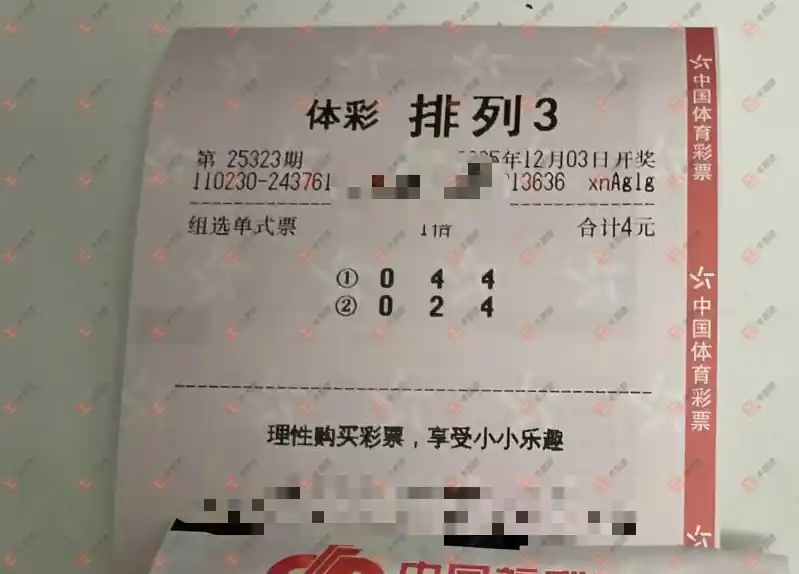 体彩 排列3
第 25323期 年12月03日开奖
110230-243761 13636 xnAglg
组选单式票 1倍 合计4元
① 0 4 4
② 0 2 4
理性购买彩票，享受小小乐趣
中国体育彩票
中国体育彩票